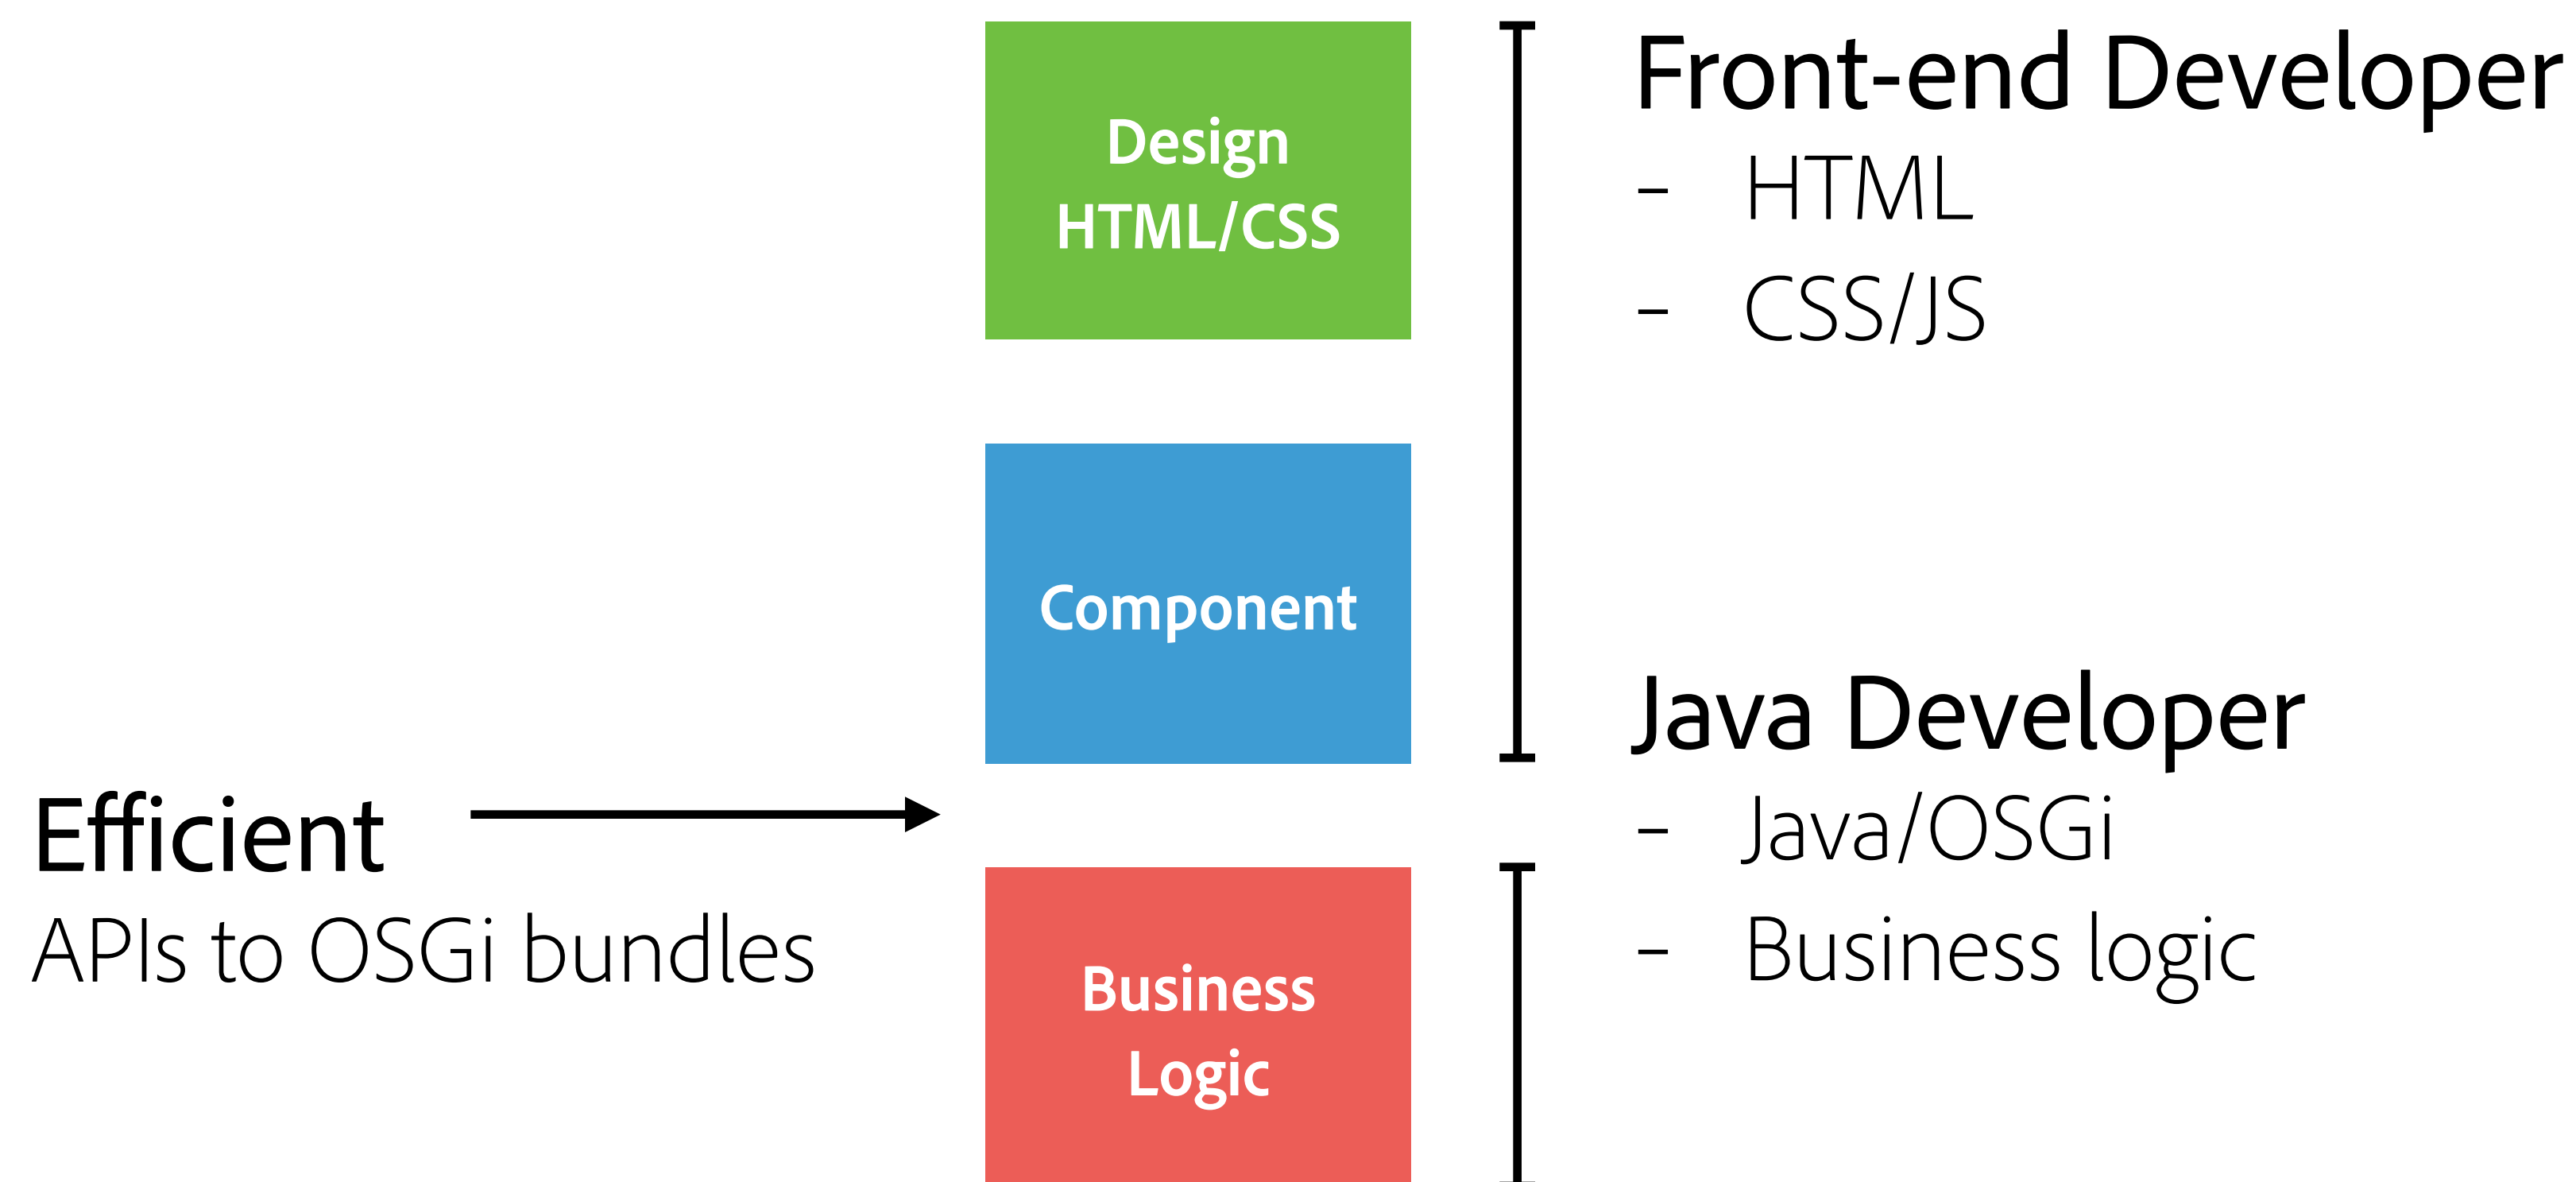 Design
HTML/CSS
Component
Business
Logic
Efficient
APIs to OSGi bundles
Front-end Developer
- HTML
- CSS/JS
Java Developer
- Java/OSGi
- Business logic